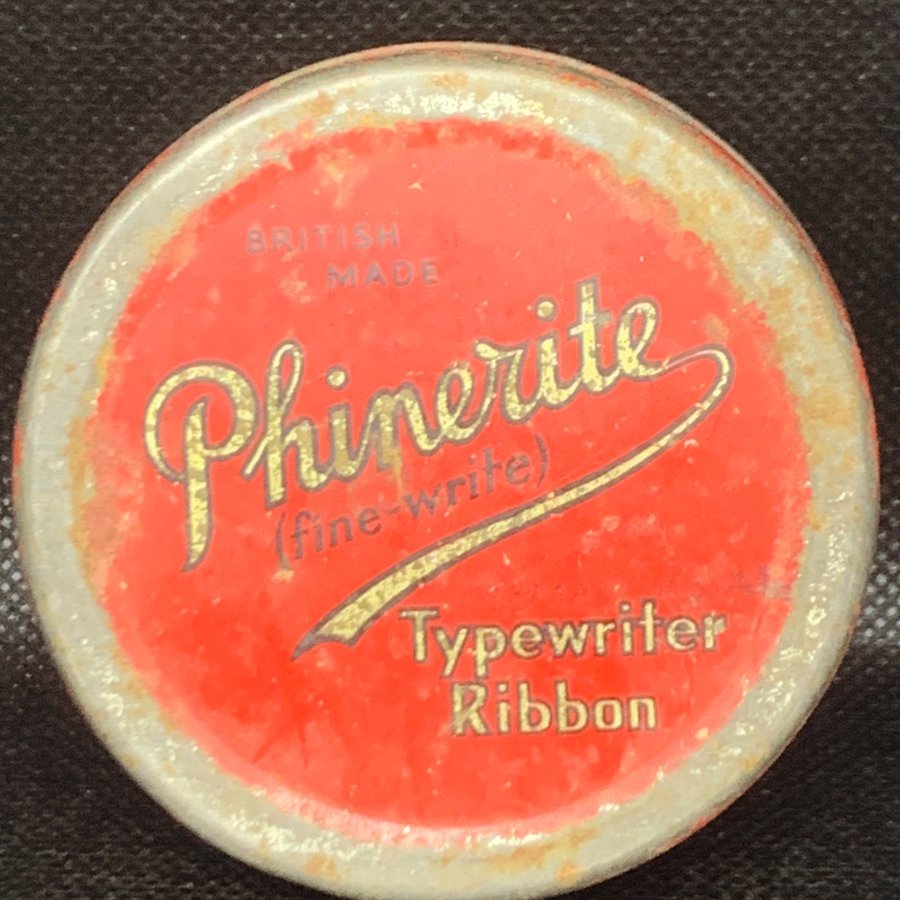 BRITISH
MADE
Phinerite
(fine-write)
Typewriter
Ribbon